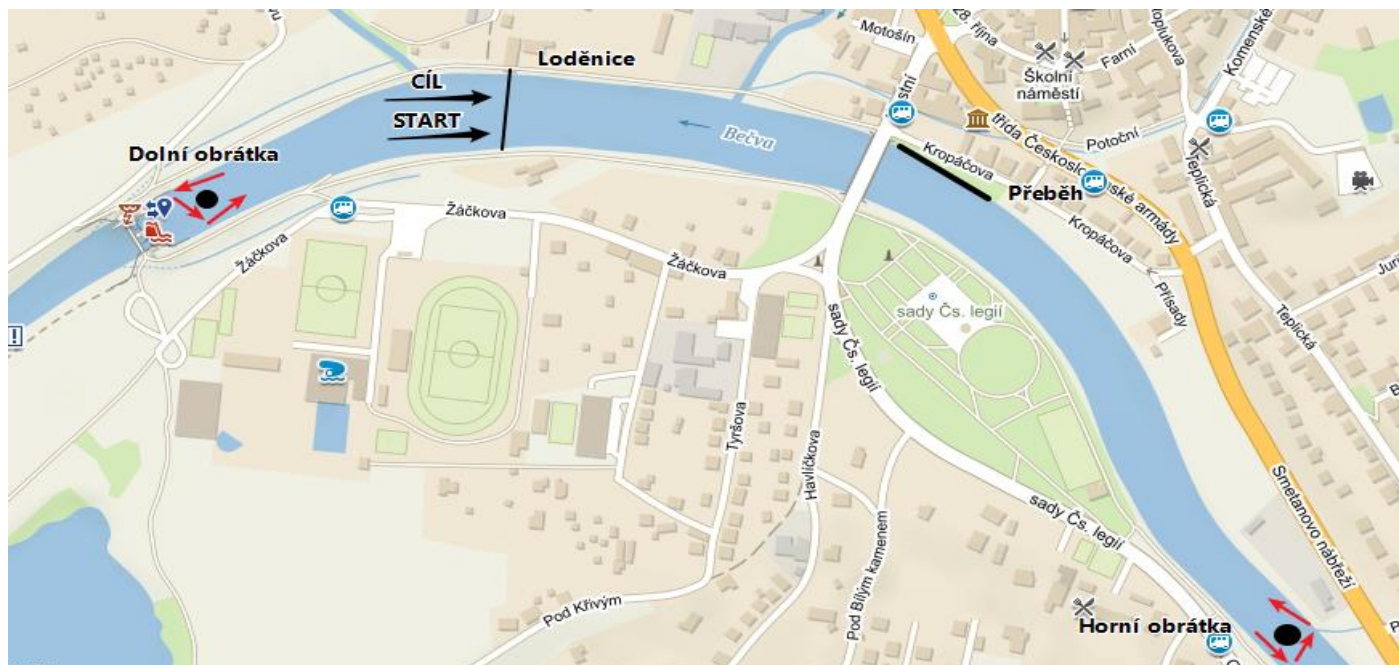 Loděnice
CÍL
START
Dolní obrátka
Bečva
Motošín
28. října
Farní
Školní
náměstí
Komenské
Potoční
Teplická
třída Československé armády
Kropáčova
Přeběh
Kropáčova
Přísady
Teplická
Žáčkova
Žáčkova
Žáčkova
sady Čs. legií
sady Čs. legií
Tyršova
Havlíčkova
sady Čs. legií
Smetanovo nábřeží
Pod Bílým kamenem
Pod Křivým
Horní obrátka